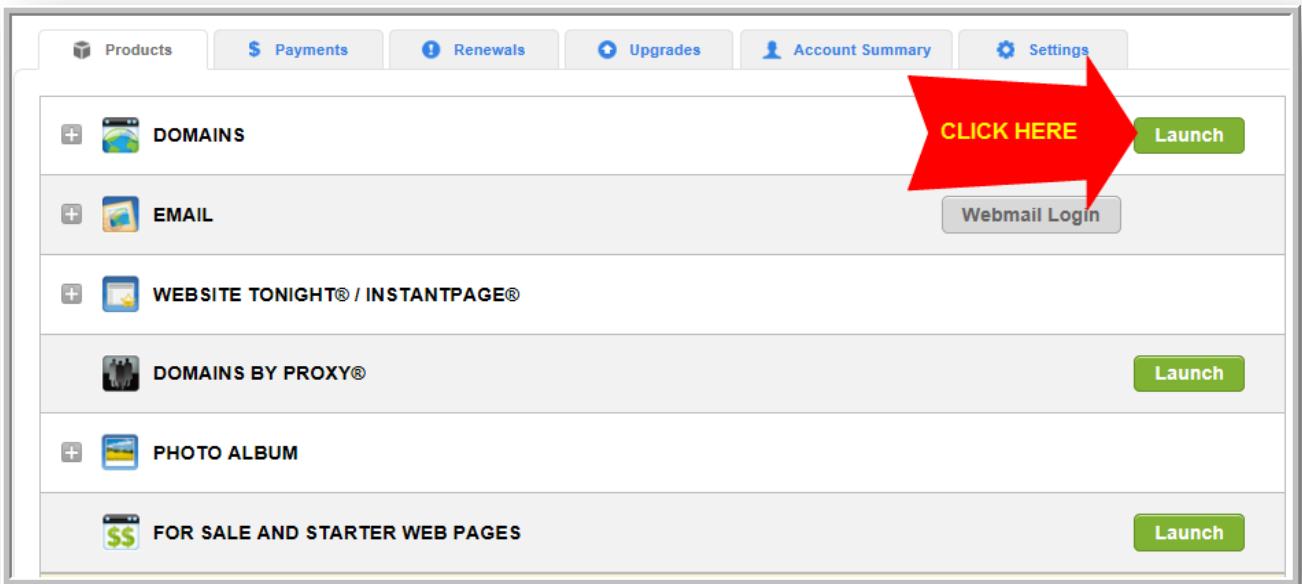 Products $ Payments Renewals Upgrades Account Summary Settings
DOMAINS CLICK HERE Launch
EMAIL Webmail Login
WEBSITE TONIGHT® / INSTANTPAGE®
DOMAINS BY PROXY® Launch
PHOTO ALBUM
$$ FOR SALE AND STARTER WEB PAGES Launch